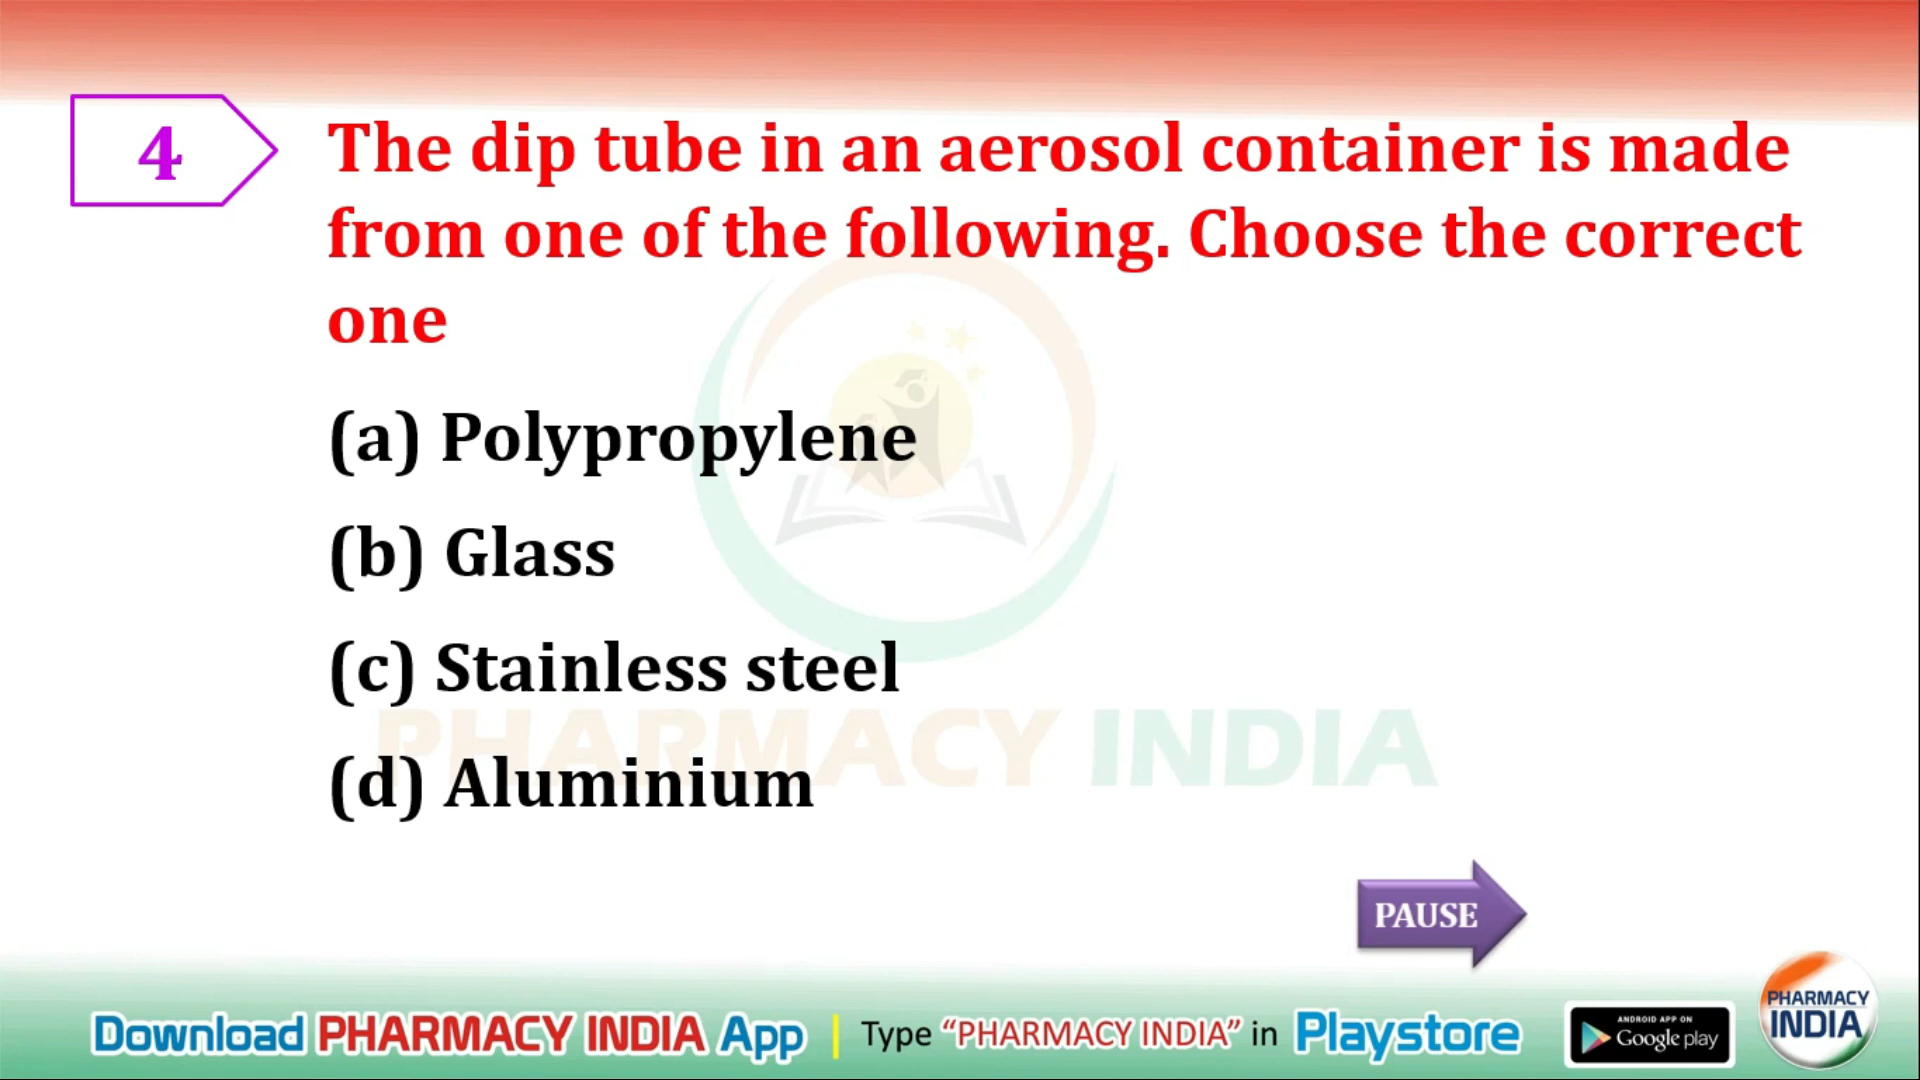 4
The dip tube in an aerosol container is made
from one of the following. Choose the correct
one
(a) Polypropylene
(b) Glass
(c) Stainless steel
(d) Aluminium
PHARMACY INDIA
PAUSE
Download PHARMACY INDIA App | Type “PHARMACY INDIA” in Playstore
ANDROID APP ON
Google play
PHARMACY
INDIA